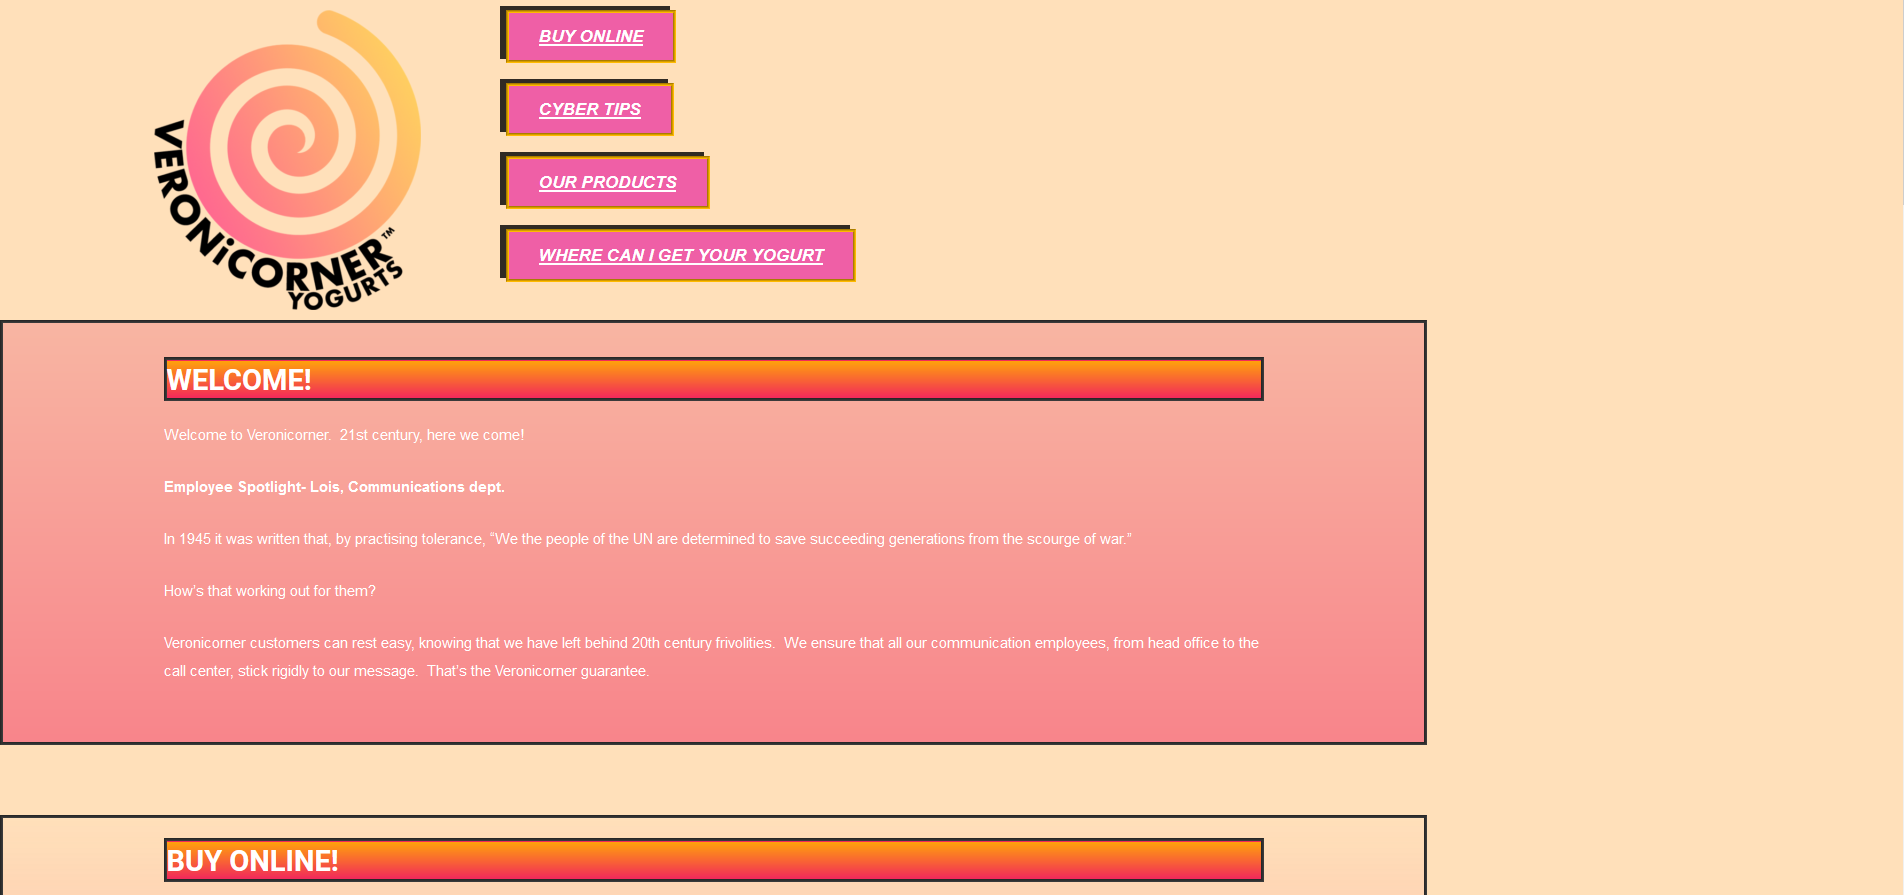 VERONiCORNER™
YOGURTS
BUY ONLINE
CYBER TIPS
OUR PRODUCTS
WHERE CAN I GET YOUR YOGURT
WELCOME!
Welcome to Veronicorner.  21st century, here we come!
Employee Spotlight- Lois, Communications dept.
In 1945 it was written that, by practising tolerance, “We the people of the UN are determined to save succeeding generations from the scourge of war.”
How’s that working out for them?
Veronicorner customers can rest easy, knowing that we have left behind 20th century frivolities.  We ensure that all our communication employees, from head office to the
call center, stick rigidly to our message.  That’s the Veronicorner guarantee.
BUY ONLINE!